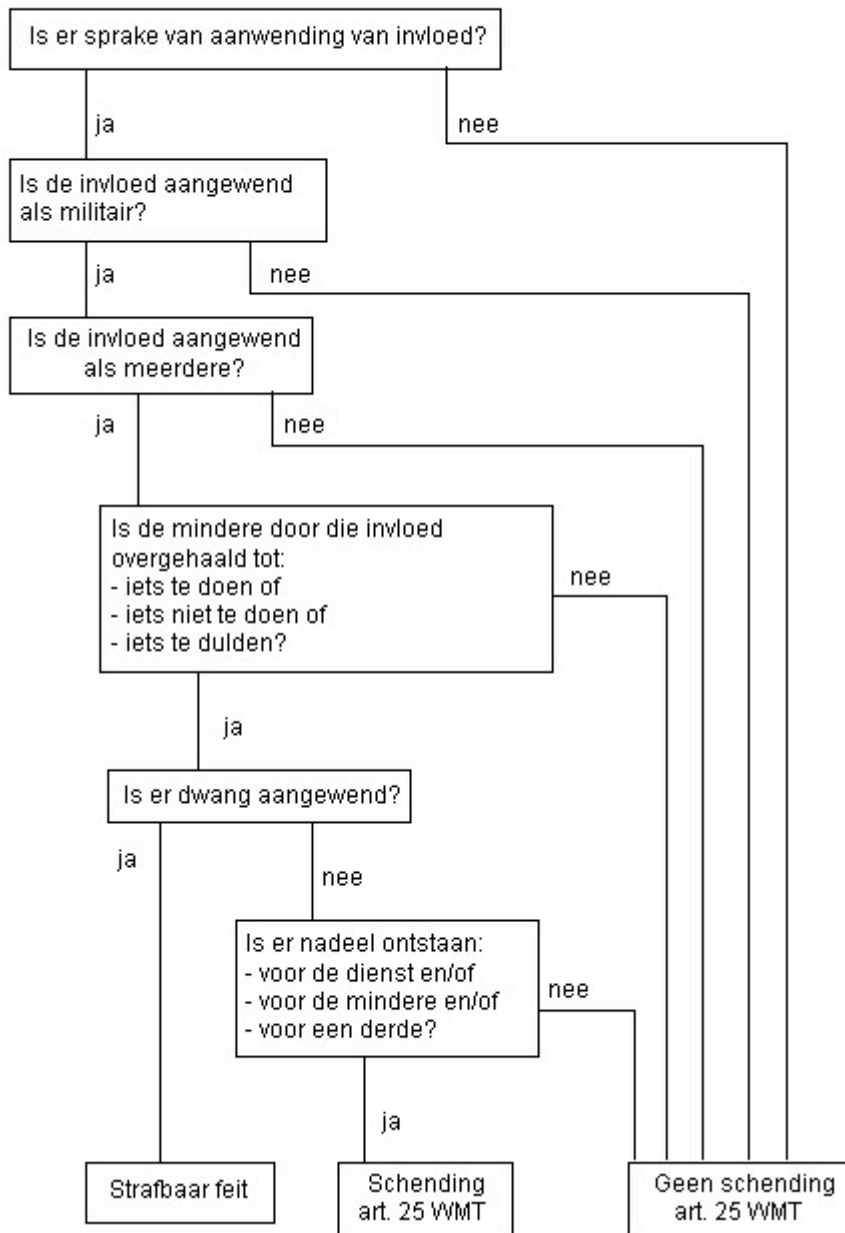 Is er sprake van aanwending van invloed?
ja
nee
Is de invloed aangewend
als militair?
ja
nee
Is de invloed aangewend
als meerdere?
ja
nee
Is de mindere door die invloed
overgehaald tot:
- iets te doen of
- iets niet te doen of
- iets te dulden?
nee
ja
Is er dwang aangewend?
ja
nee
Is er nadeel ontstaan:
- voor de dienst en/of
- voor de mindere en/of
- voor een derde?
nee
ja
Strafbaar feit
Schending
art. 25 WMT
Geen schending
art. 25 WMT